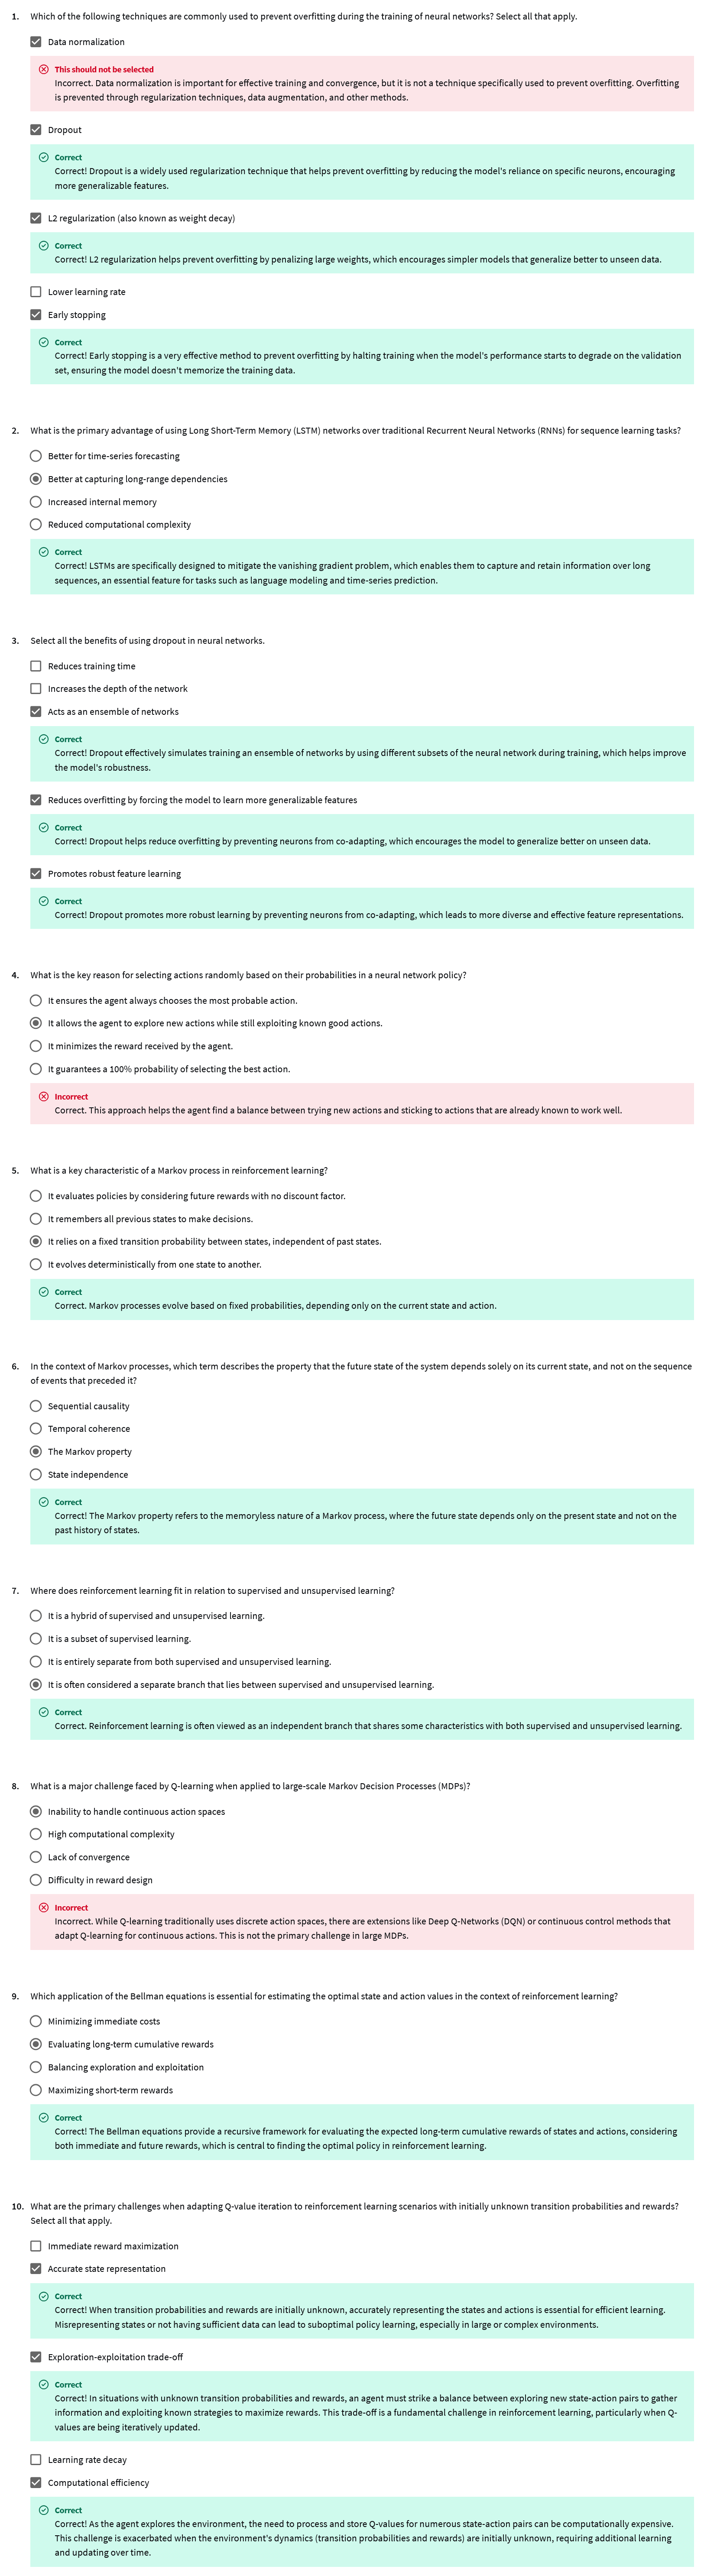 1. Which of the following techniques are commonly used to prevent overfitting during the training of neural networks? Select all that apply.
Data normalization
This should not be selected
Incorrect. Data normalization is important for effective training and convergence, but it is not a technique specifically used to prevent overfitting. Overfitting
is prevented through regularization techniques, data augmentation, and other methods.
Dropout
Correct
Correct! Dropout is a widely used regularization technique that helps prevent overfitting by reducing the model's reliance on specific neurons, encouraging
more generalizable features.
L2 regularization (also known as weight decay)
Correct
Correct! L2 regularization helps prevent overfitting by penalizing large weights, which encourages simpler models that generalize better to unseen data.
Lower learning rate
Early stopping
Correct
Correct! Early stopping is a very effective method to prevent overfitting by halting training when the model's performance starts to degrade on the validation
set, ensuring the model doesn't memorize the training data.
2. What is the primary advantage of using Long Short-Term Memory (LSTM) networks over traditional Recurrent Neural Networks (RNNs) for sequence learning tasks?
Better for time-series forecasting
Better at capturing long-range dependencies
Increased internal memory
Reduced computational complexity
Correct
Correct! LSTMs are specifically designed to mitigate the vanishing gradient problem, which enables them to capture and retain information over long
sequences, an essential feature for tasks such as language modeling and time-series prediction.
3. Select all the benefits of using dropout in neural networks.
Reduces training time
Increases the depth of the network
Acts as an ensemble of networks
Correct
Correct! Dropout effectively simulates training an ensemble of networks by using different subsets of the neural network during training, which helps improve
the model's robustness.
Reduces overfitting by forcing the model to learn more generalizable features
Correct
Correct! Dropout helps reduce overfitting by preventing neurons from co-adapting, which encourages the model to generalize better on unseen data.
Promotes robust feature learning
Correct
Correct! Dropout promotes more robust learning by preventing neurons from co-adapting, which leads to more diverse and effective feature representations.
4. What is the key reason for selecting actions randomly based on their probabilities in a neural network policy?
It ensures the agent always chooses the most probable action.
It allows the agent to explore new actions while still exploiting known good actions.
It minimizes the reward received by the agent.
It guarantees a 100% probability of selecting the best action.
Incorrect
Correct. This approach helps the agent find a balance between trying new actions and sticking to actions that are already known to work well.
5. What is a key characteristic of a Markov process in reinforcement learning?
It evaluates policies by considering future rewards with no discount factor.
It remembers all previous states to make decisions.
It relies on a fixed transition probability between states, independent of past states.
It evolves deterministically from one state to another.
Correct
Correct. Markov processes evolve based on fixed probabilities, depending only on the current state and action.
6. In the context of Markov processes, which term describes the property that the future state of the system depends solely on its current state, and not on the sequence
of events that preceded it?
Sequential causality
Temporal coherence
The Markov property
State independence
Correct
Correct! The Markov property refers to the memoryless nature of a Markov process, where the future state depends only on the present state and not on the
past history of states.
7. Where does reinforcement learning fit in relation to supervised and unsupervised learning?
It is a hybrid of supervised and unsupervised learning.
It is a subset of supervised learning.
It is entirely separate from both supervised and unsupervised learning.
It is often considered a separate branch that lies between supervised and unsupervised learning.
Correct
Correct. Reinforcement learning is often viewed as an independent branch that shares some characteristics with both supervised and unsupervised learning.
8. What is a major challenge faced by Q-learning when applied to large-scale Markov Decision Processes (MDPs)?
Inability to handle continuous action spaces
High computational complexity
Lack of convergence
Difficulty in reward design
Incorrect
Incorrect. While Q-learning traditionally uses discrete action spaces, there are extensions like Deep Q-Networks (DQN) or continuous control methods that
adapt Q-learning for continuous actions. This is not the primary challenge in large MDPs.
9. Which application of the Bellman equations is essential for estimating the optimal state and action values in the context of reinforcement learning?
Minimizing immediate costs
Evaluating long-term cumulative rewards
Balancing exploration and exploitation
Maximizing short-term rewards
Correct
Correct! The Bellman equations provide a recursive framework for evaluating the expected long-term cumulative rewards of states and actions, considering
both immediate and future rewards, which is central to finding the optimal policy in reinforcement learning.
10. What are the primary challenges when adapting Q-value iteration to reinforcement learning scenarios with initially unknown transition probabilities and rewards?
Select all that apply.
Immediate reward maximization
Accurate state representation
Correct
Correct! When transition probabilities and rewards are initially unknown, accurately representing the states and actions is essential for efficient learning.
Misrepresenting states or not having sufficient data can lead to suboptimal policy learning, especially in large or complex environments.
Exploration-exploitation trade-off
Correct
Correct! In situations with unknown transition probabilities and rewards, an agent must strike a balance between exploring new state-action pairs to gather
information and exploiting known strategies to maximize rewards. This trade-off is a fundamental challenge in reinforcement learning, particularly when Q-
values are being iteratively updated.
Learning rate decay
Computational efficiency
Correct
Correct! As the agent explores the environment, the need to process and store Q-values for numerous state-action pairs can be computationally expensive.
This challenge is exacerbated when the environment's dynamics (transition probabilities and rewards) are initially unknown, requiring additional learning
and updating over time.